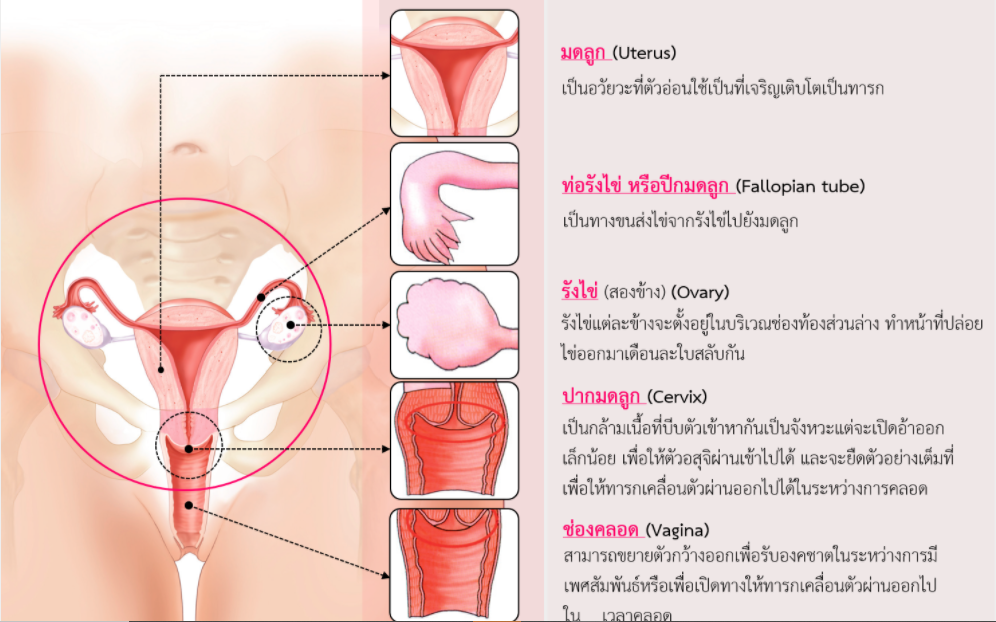 มดลูก (Uterus)
เป็นอวัยวะที่ตัวอ่อนใช้เป็นที่เจริญเติบโตเป็นทารก
ท่อรังไข่ หรือปีกมดลูก (Fallopian tube)
เป็นทางขนส่งไข่จากรังไข่ไปยังมดลูก
รังไข่ (สองข้าง) (Ovary)
รังไข่แต่ละข้างจะตั้งอยู่ในบริเวณช่องท้องส่วนล่าง ทำหน้าที่ปล่อย
ไข่ออกมาเดือนละใบสลับกัน
ปากมดลูก (Cervix)
เป็นกล้ามเนื้อที่บีบตัวเข้าหากันเป็นจังหวะแต่จะเปิดอ้าออก
เล็กน้อย เพื่อให้ตัวอสุจิผ่านเข้าไปได้ และจะยืดตัวอย่างเต็มที่
เพื่อให้ทารกเคลื่อนตัวผ่านออกไปได้ในระหว่างการคลอด
ช่องคลอด (Vagina)
สามารถขยายตัวกว้างออกเพื่อรับองคชาตในระหว่างการมี
เพศสัมพันธ์หรือเพื่อเปิดทางให้ทารกเคลื่อนตัวผ่านออกไป
ใน เวลาคลอด